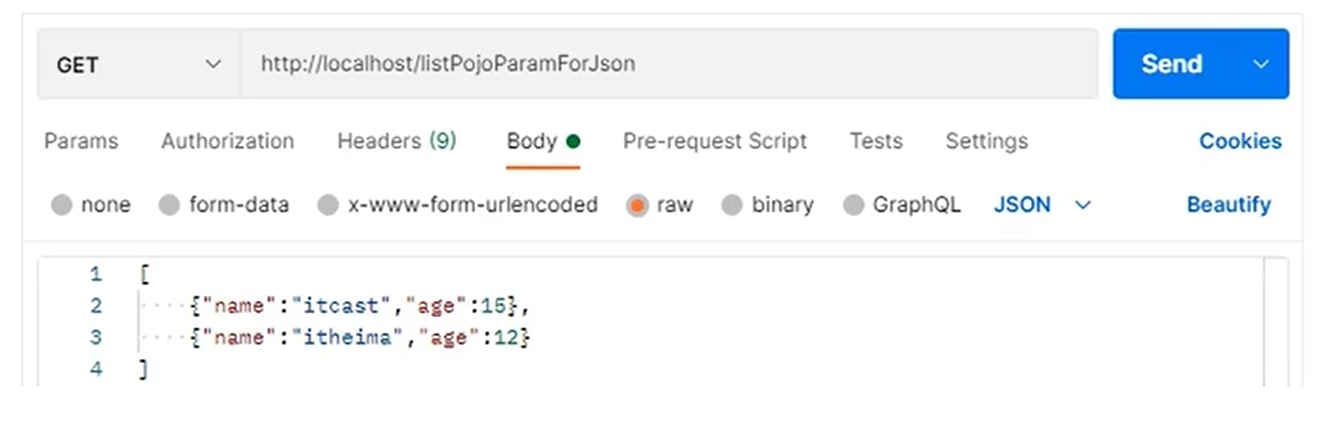 GET http://localhost/listPojoParamForJson Send
Params Authorization Headers (9) Body Pre-request Script Tests Settings Cookies
none form-data x-www-form-urlencoded raw binary GraphQL JSON Beautify
1 [
2 ····{"name":"itcast","age":15},
3 ····{"name":"itheima","age":12}
4 ]